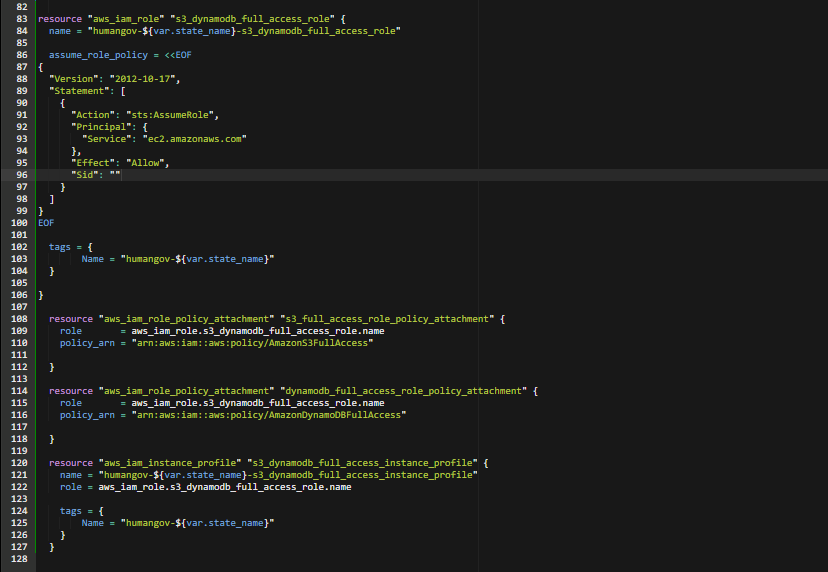 82
83 resource "aws_iam_role" "s3_dynamodb_full_access_role" {
84   name = "humangov-${var.state_name}-s3_dynamodb_full_access_role"
85
86   assume_role_policy = <<EOF
87 {
88   "Version": "2012-10-17",
89   "Statement": [
90     {
91       "Action": "sts:AssumeRole",
92       "Principal": {
93         "Service": "ec2.amazonaws.com"
94       },
95       "Effect": "Allow",
96       "Sid": ""
97     }
98   ]
99 }
100 EOF
101
102   tags = {
103         Name = "humangov-${var.state_name}"
104   }
105
106 }
107
108   resource "aws_iam_role_policy_attachment" "s3_full_access_role_policy_attachment" {
109     role       = aws_iam_role.s3_dynamodb_full_access_role.name
110     policy_arn = "arn:aws:iam::aws:policy/AmazonS3FullAccess"
111
112   }
113
114   resource "aws_iam_role_policy_attachment" "dynamodb_full_access_role_policy_attachment" {
115     role       = aws_iam_role.s3_dynamodb_full_access_role.name
116     policy_arn = "arn:aws:iam::aws:policy/AmazonDynamoDBFullAccess"
117
118   }
119
120   resource "aws_iam_instance_profile" "s3_dynamodb_full_access_instance_profile" {
121     name = "humangov-${var.state_name}-s3_dynamodb_full_access_instance_profile"
122     role = aws_iam_role.s3_dynamodb_full_access_role.name
123
124     tags = {
125         Name = "humangov-${var.state_name}"
126     }
127   }
128